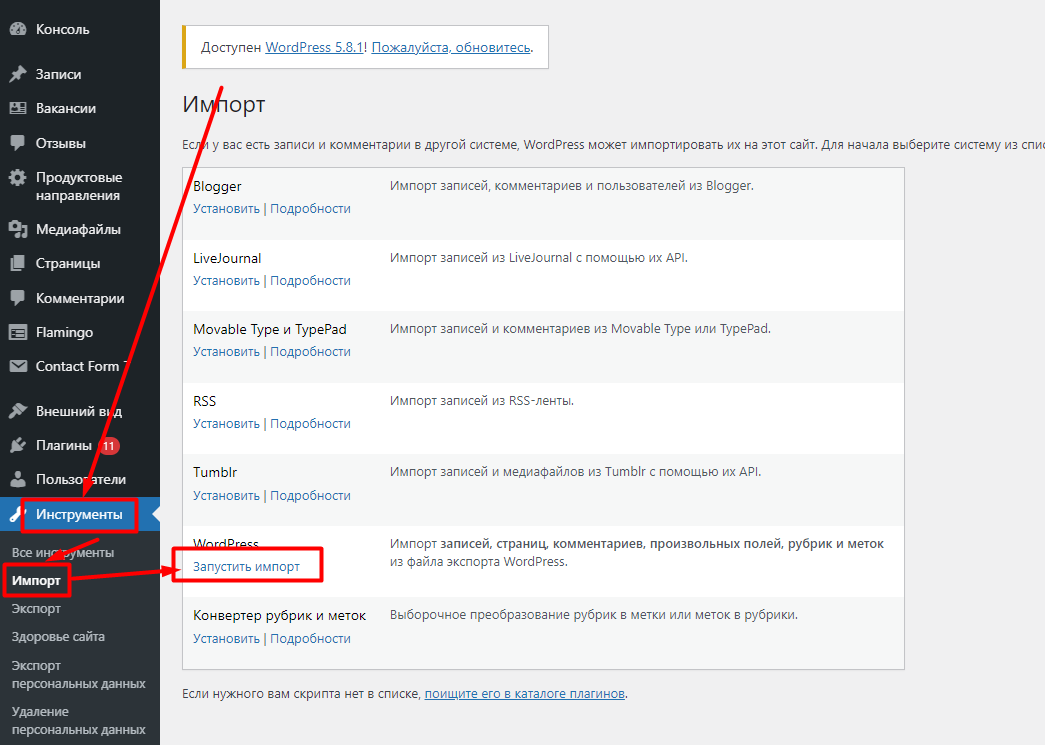 Консоль
Записи
Вакансии
Отзывы
Продуктовые
направления
Медиафайлы
Страницы
Комментарии
Flamingo
Contact Form 7
Внешний вид
Плагины 11
Пользователи
Инструменты
Все инструменты
Импорт
Экспорт
Здоровье сайта
Экспорт
персональных данных
Удаление
персональных данных
Доступен WordPress 5.8.1! Пожалуйста, обновитесь.
Импорт
Если у вас есть записи и комментарии в другой системе, WordPress может импортировать их на этот сайт. Для начала выберите систему из спис
Blogger
Импорт записей, комментариев и пользователей из Blogger.
Установить | Подробности
LiveJournal
Импорт записей из LiveJournal с помощью их API.
Установить | Подробности
Movable Type и TypePad
Импорт записей и комментариев из Movable Type или TypePad.
Установить | Подробности
RSS
Импорт записей из RSS-ленты.
Установить | Подробности
Tumblr
Импорт записей и медиафайлов из Tumblr с помощью их API.
Установить | Подробности
WordPress
Импорт записей, страниц, комментариев, произвольных полей, рубрик и меток
из файла экспорта WordPress.
Запустить импорт
Конвертер рубрик и меток
Выборочное преобразование рубрик в метки или меток в рубрики.
Установить | Подробности
Если нужного вам скрипта нет в списке, поищите его в каталоге плагинов.